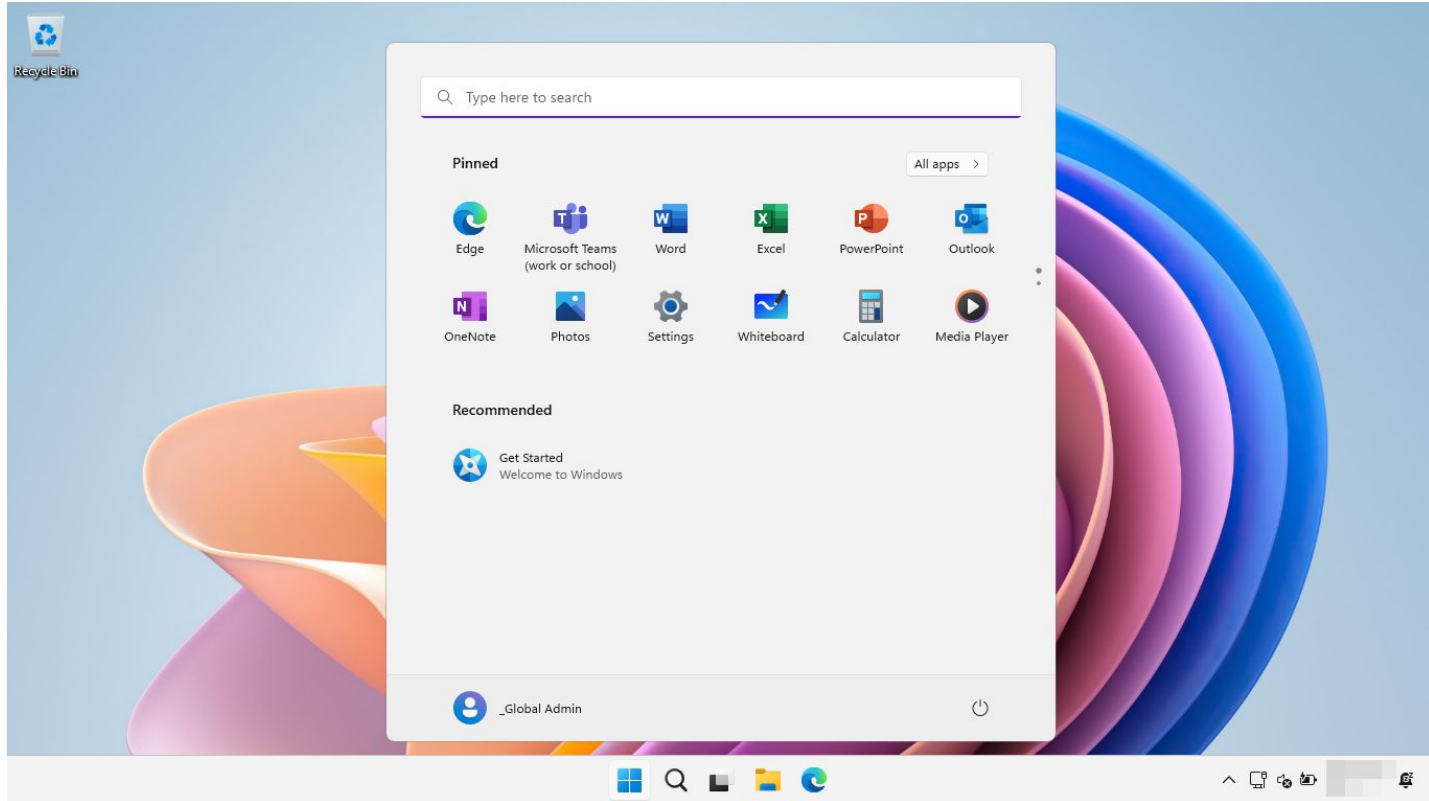 Recycle Bin
Type here to search
Pinned
All apps
Edge
Microsoft Teams
(work or school)
Word
Excel
PowerPoint
Outlook
OneNote
Photos
Settings
Whiteboard
Calculator
Media Player
Recommended
Get Started
Welcome to Windows
_Global Admin